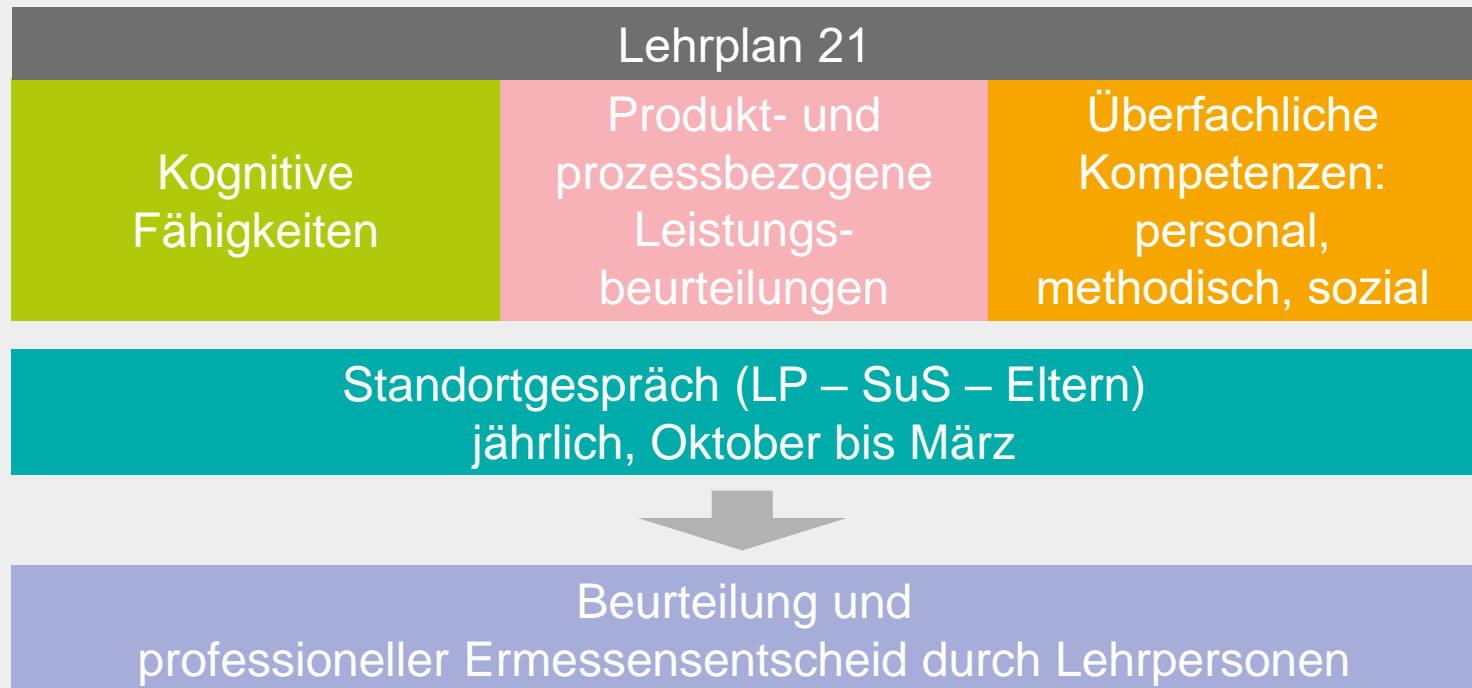 Lehrplan 21
Kognitive
Fähigkeiten
Produkt- und
prozessbezogene
Leistungs-
beurteilungen
Überfachliche
Kompetenzen:
personal,
methodisch, sozial
Standortgespräch (LP – SuS – Eltern)
jährlich, Oktober bis März
Beurteilung und
professioneller Ermessensentscheid durch Lehrpersonen